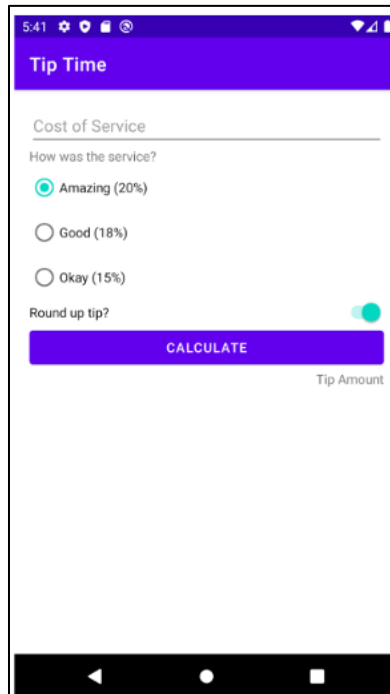 5:41
Tip Time
Cost of Service
How was the service?
Amazing (20%)
Good (18%)
Okay (15%)
Round up tip?
CALCULATE
Tip Amount